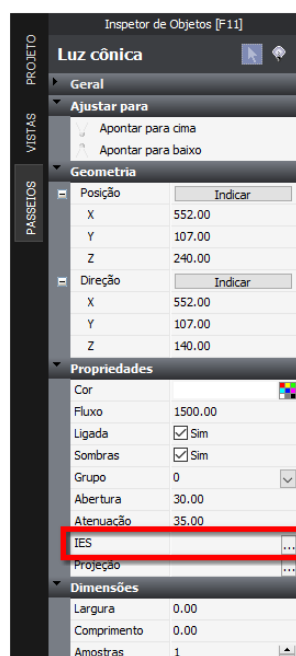 Inspetor de Objetos [F11]
PROJETO
VISTAS
PASSEIOS
Luz cônica
Geral
Ajustar para
Apontar para cima
Apontar para baixo
Geometria
Posição Indicar
X 552.00
Y 107.00
Z 240.00
Direção Indicar
X 552.00
Y 107.00
Z 140.00
Propriedades
Cor
Fluxo 1500.00
Ligada Sim
Sombras Sim
Grupo 0
Abertura 30.00
Atenuação 35.00
IES ...
Projeção ...
Dimensões
Largura 0.00
Comprimento 0.00
Amostras 1